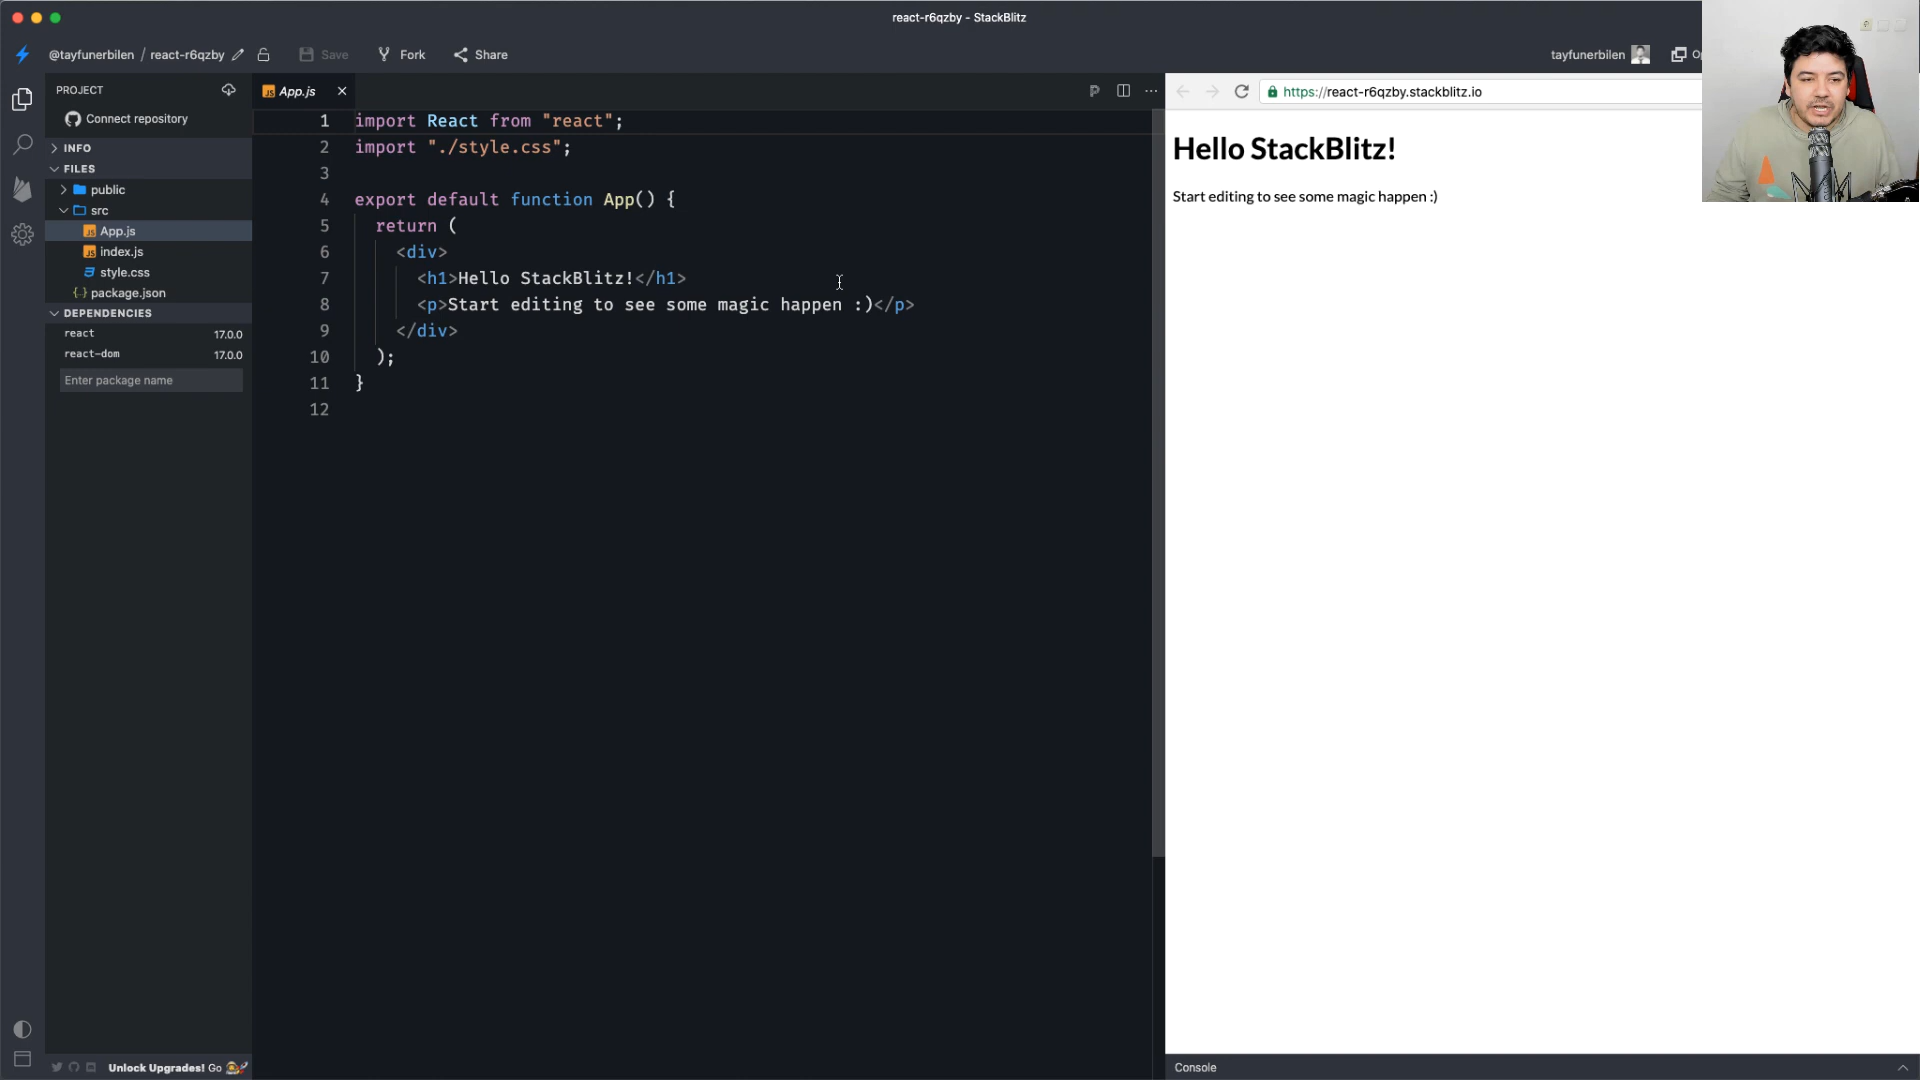 react-r6qzby - StackBlitz
@tayfunerbilen / react-r6qzby
Save
Fork
Share
tayfunerbilen
PROJECT
Connect repository
INFO
FILES
public
src
App.js
index.js
style.css
package.json
DEPENDENCIES
react 17.0.0
react-dom 17.0.0
Enter package name
Unlock Upgrades! Go
App.js
1 import React from "react";
2 import "./style.css";
3
4 export default function App() {
5 return (
6 <div>
7 <h1>Hello StackBlitz!</h1>
8 <p>Start editing to see some magic happen :)</p>
9 </div>
10 );
11 }
12
https://react-r6qzby.stackblitz.io
Hello StackBlitz!
Start editing to see some magic happen :)
Console